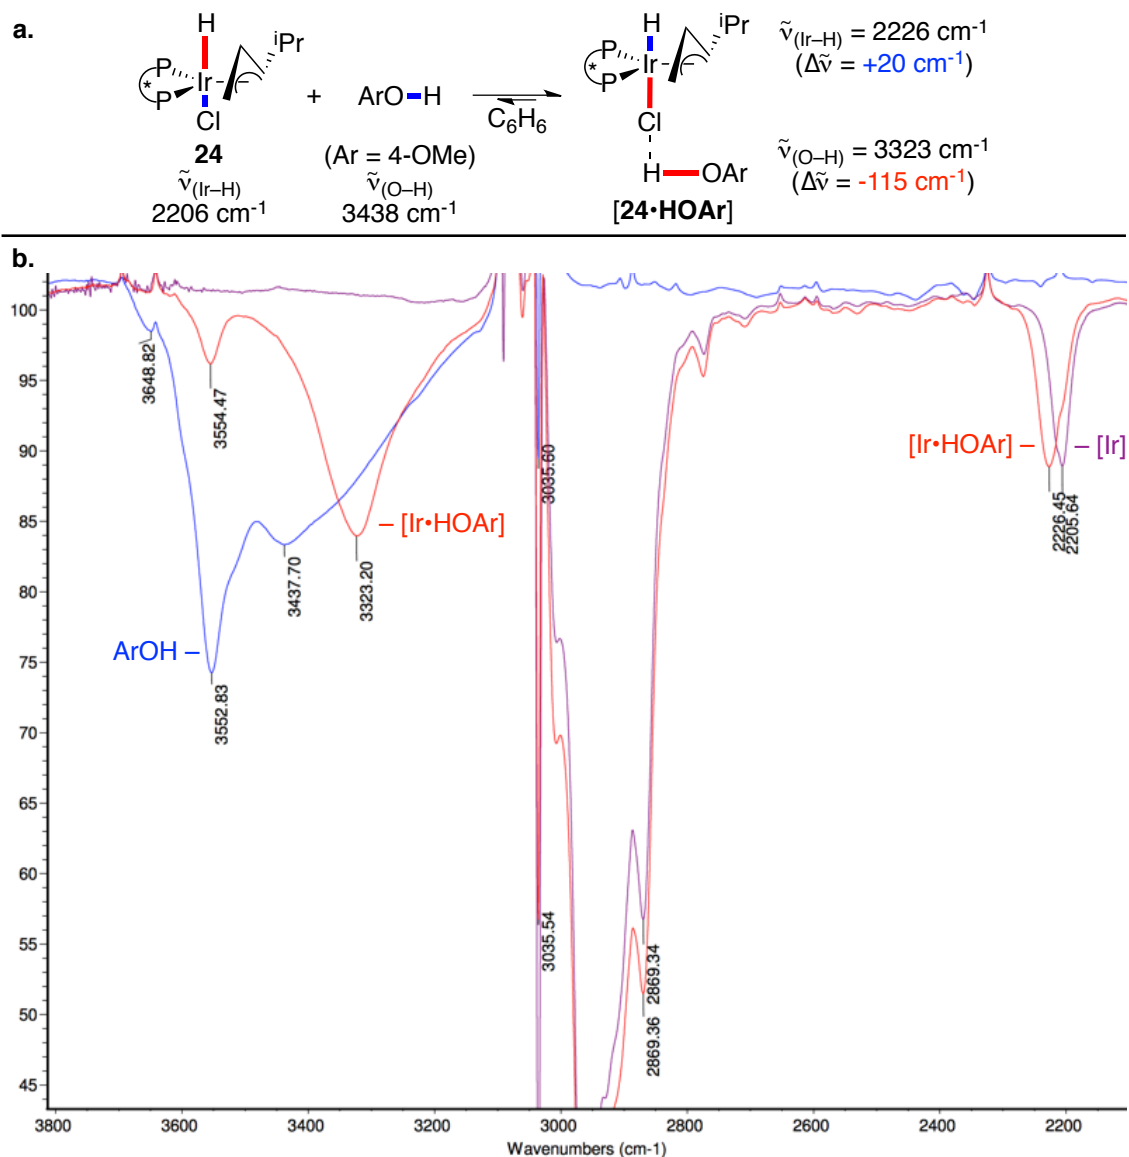 a.
H
iPr
P
P
*
Ir
Cl
24
ν̃(Ir–H)
2206 cm-1
+
ArO
H
(Ar = 4-OMe)
ν̃(O–H)
3438 cm-1
C6H6
H
iPr
P
P
*
Ir
Cl
H
OAr
[24•HOAr]
ν̃(Ir–H) = 2226 cm-1
(Δν̃ = +20 cm-1)
ν̃(O–H) = 3323 cm-1
(Δν̃ = -115 cm-1)
b.
100
95
90
85
80
75
70
65
60
55
50
45
3648.82
3554.47
3552.83
3437.70
3323.20
3035.60
3035.54
2869.34
2869.36
2226.45
2205.64
ArOH –
– [Ir•HOAr]
[Ir•HOAr] –
– [Ir]
3800
3600
3400
3200
3000
2800
2600
2400
2200
Wavenumbers (cm-1)